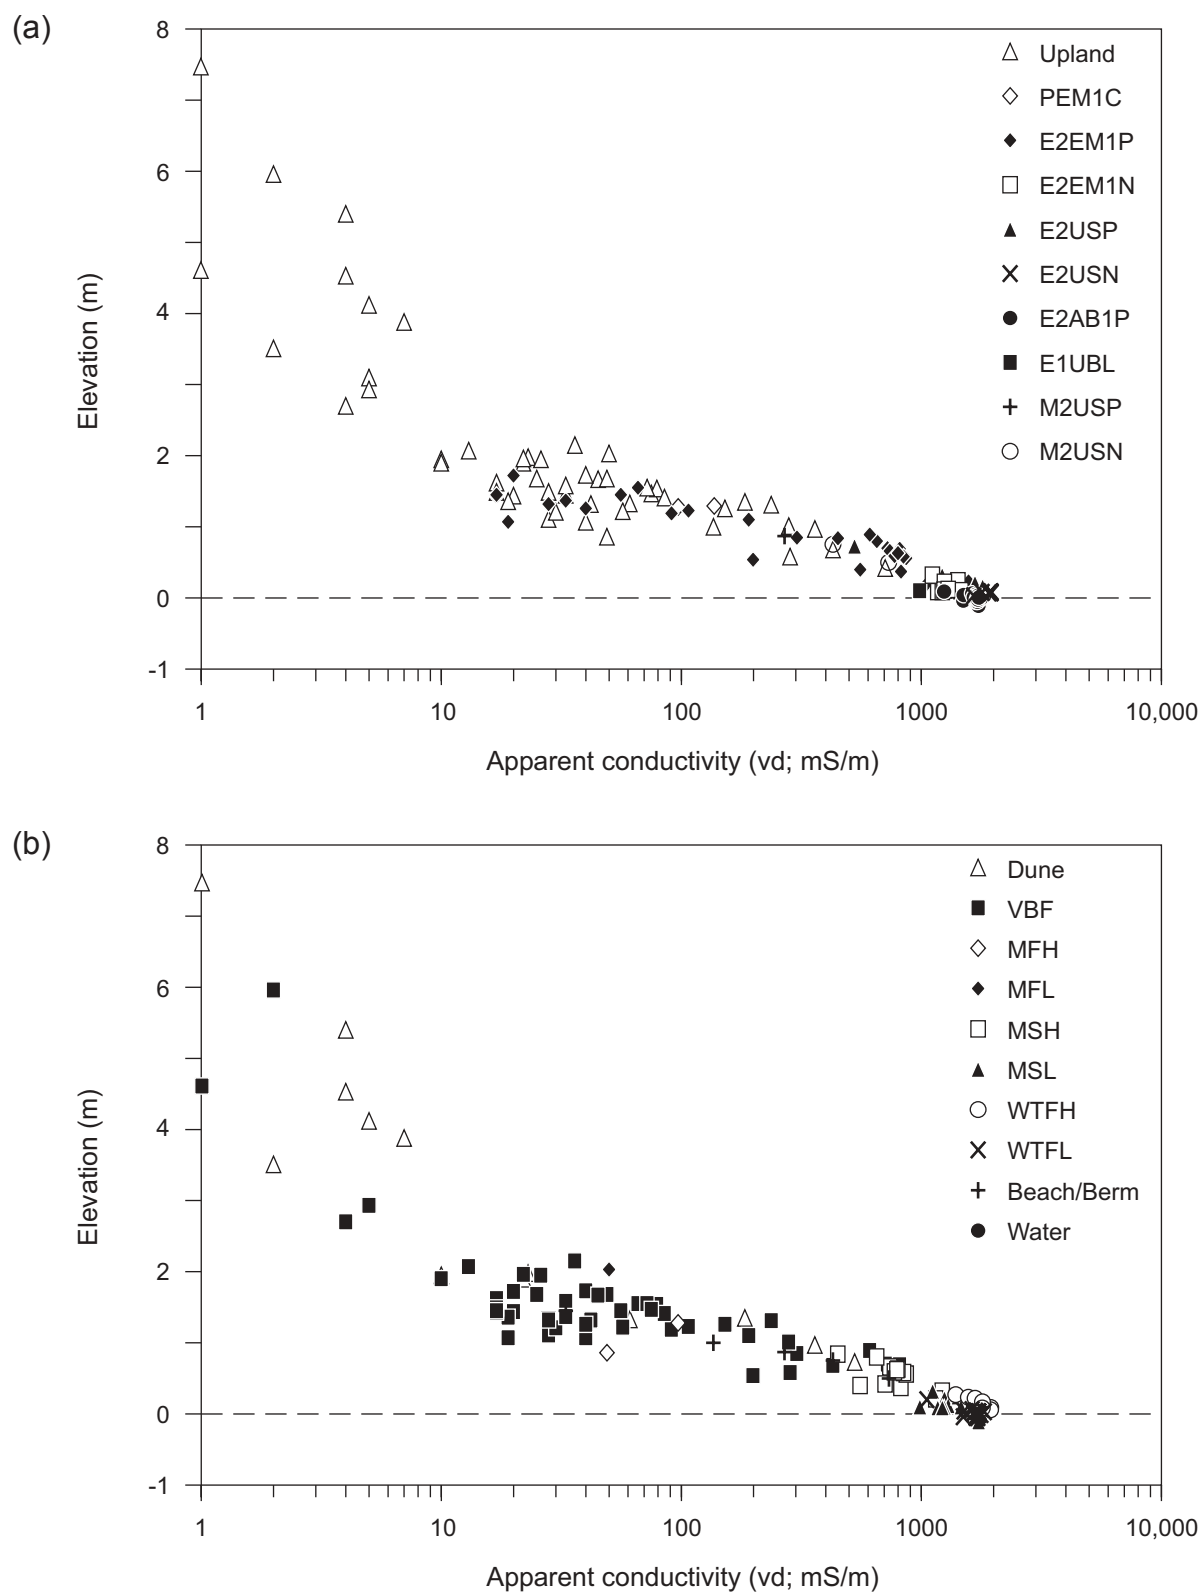 (a)
8
6
4
2
0
-1
Elevation (m)
Upland
PEM1C
E2EM1P
E2EM1N
E2USP
E2USN
E2AB1P
E1UBL
M2USP
M2USN
1 10 100 1000 10,000
Apparent conductivity (vd; mS/m)
(b)
8
6
4
2
0
-1
Elevation (m)
Dune
VBF
MFH
MFL
MSH
MSL
WTFH
WTFL
Beach/Berm
Water
1 10 100 1000 10,000
Apparent conductivity (vd; mS/m)